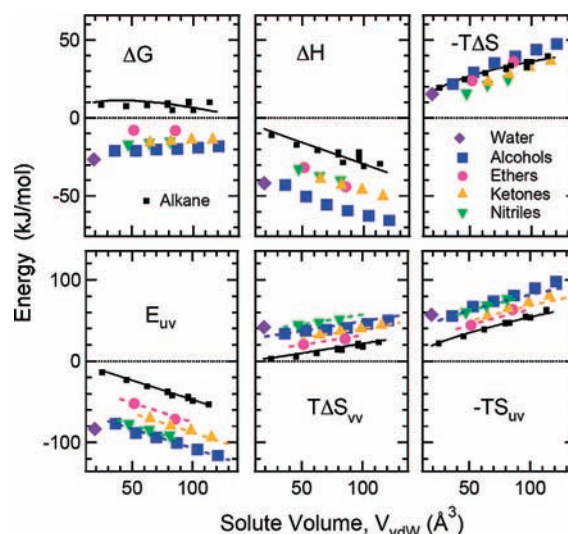 ΔG
ΔH
-TΔS
50
0
-50
Alkane
Water
Alcohols
Ethers
Ketones
Nitriles
Energy (kJ/mol)
100
0
-100
E_uv
TΔS_vv
-TS_uv
50 100
50 100
50 100
Solute Volume, V_vdW (Å³)